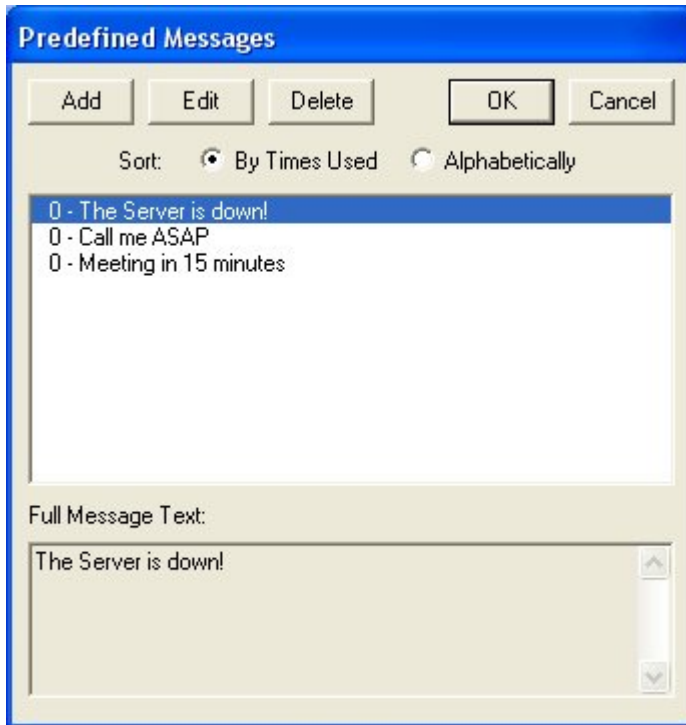 Predefined Messages
Add Edit Delete OK Cancel
Sort: By Times Used Alphabetically
0 - The Server is down!
0 - Call me ASAP
0 - Meeting in 15 minutes
Full Message Text:
The Server is down!